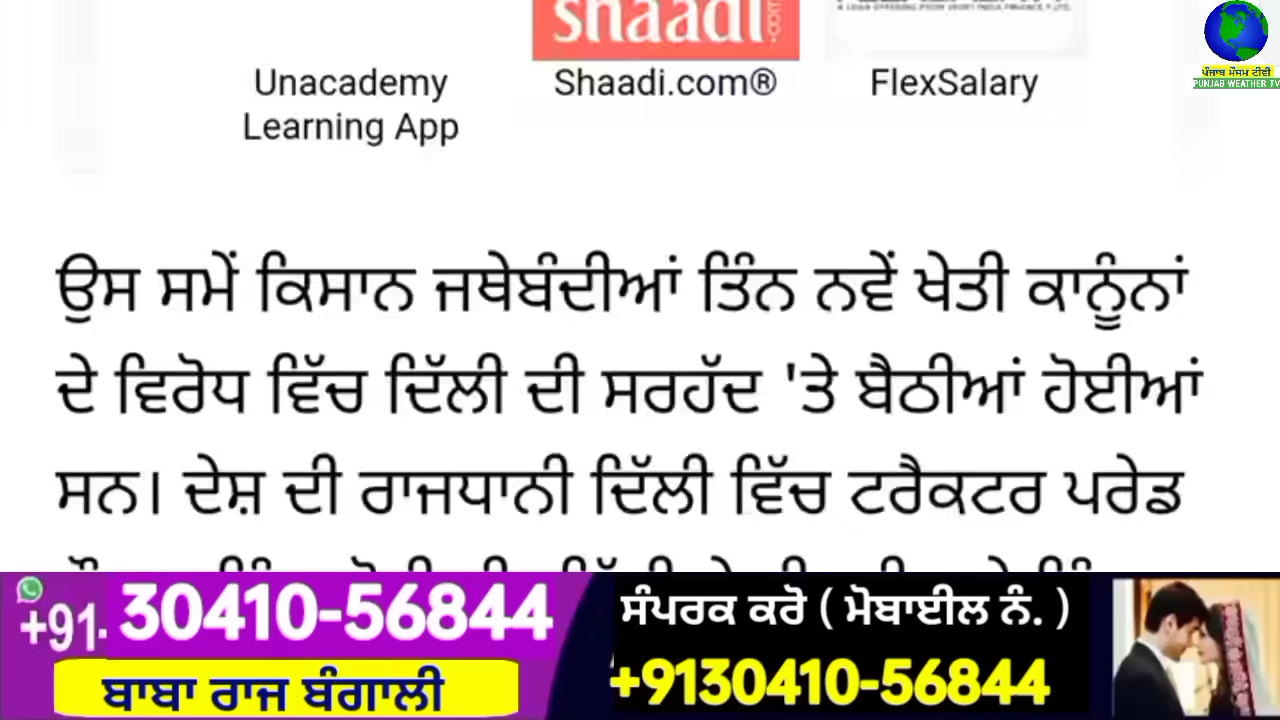 shaadi.com
Unacademy
Learning App
Shaadi.com®
FlexSalary
ਪੰਜਾਬ ਮੌਸਮ ਟੀਵੀ
PUNJAB WEATHER TV
ਉਸ ਸਮੇਂ ਕਿਸਾਨ ਜਥੇਬੰਦੀਆਂ ਤਿੰਨ ਨਵੇਂ ਖੇਤੀ ਕਾਨੂੰਨਾਂ
ਦੇ ਵਿਰੋਧ ਵਿੱਚ ਦਿੱਲੀ ਦੀ ਸਰਹੱਦ 'ਤੇ ਬੈਠੀਆਂ ਹੋਈਆਂ
ਸਨ। ਦੇਸ਼ ਦੀ ਰਾਜਧਾਨੀ ਦਿੱਲੀ ਵਿੱਚ ਟਰੈਕਟਰ ਪਰੇਡ
+91- 30410-56844
ਬਾਬਾ ਰਾਜ ਬੰਗਾਲੀ
ਸੰਪਰਕ ਕਰੋ ( ਮੋਬਾਈਲ ਨੰ. )
+9130410-56844